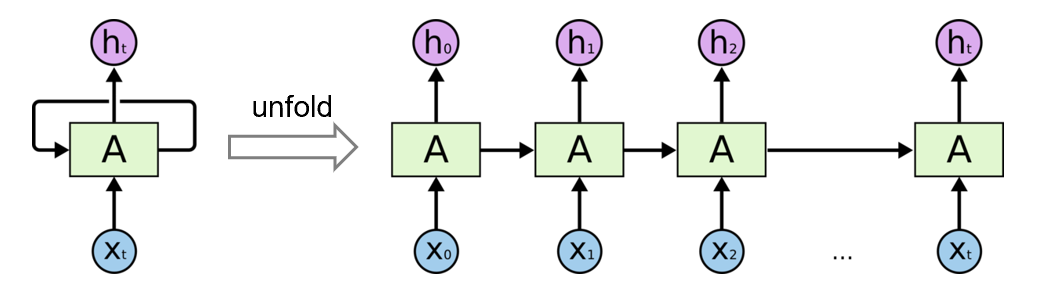 hₜ h₀ h₁ h₂ hₜ
unfold
A A A A A
xₜ x₀ x₁ x₂ ... xₜ